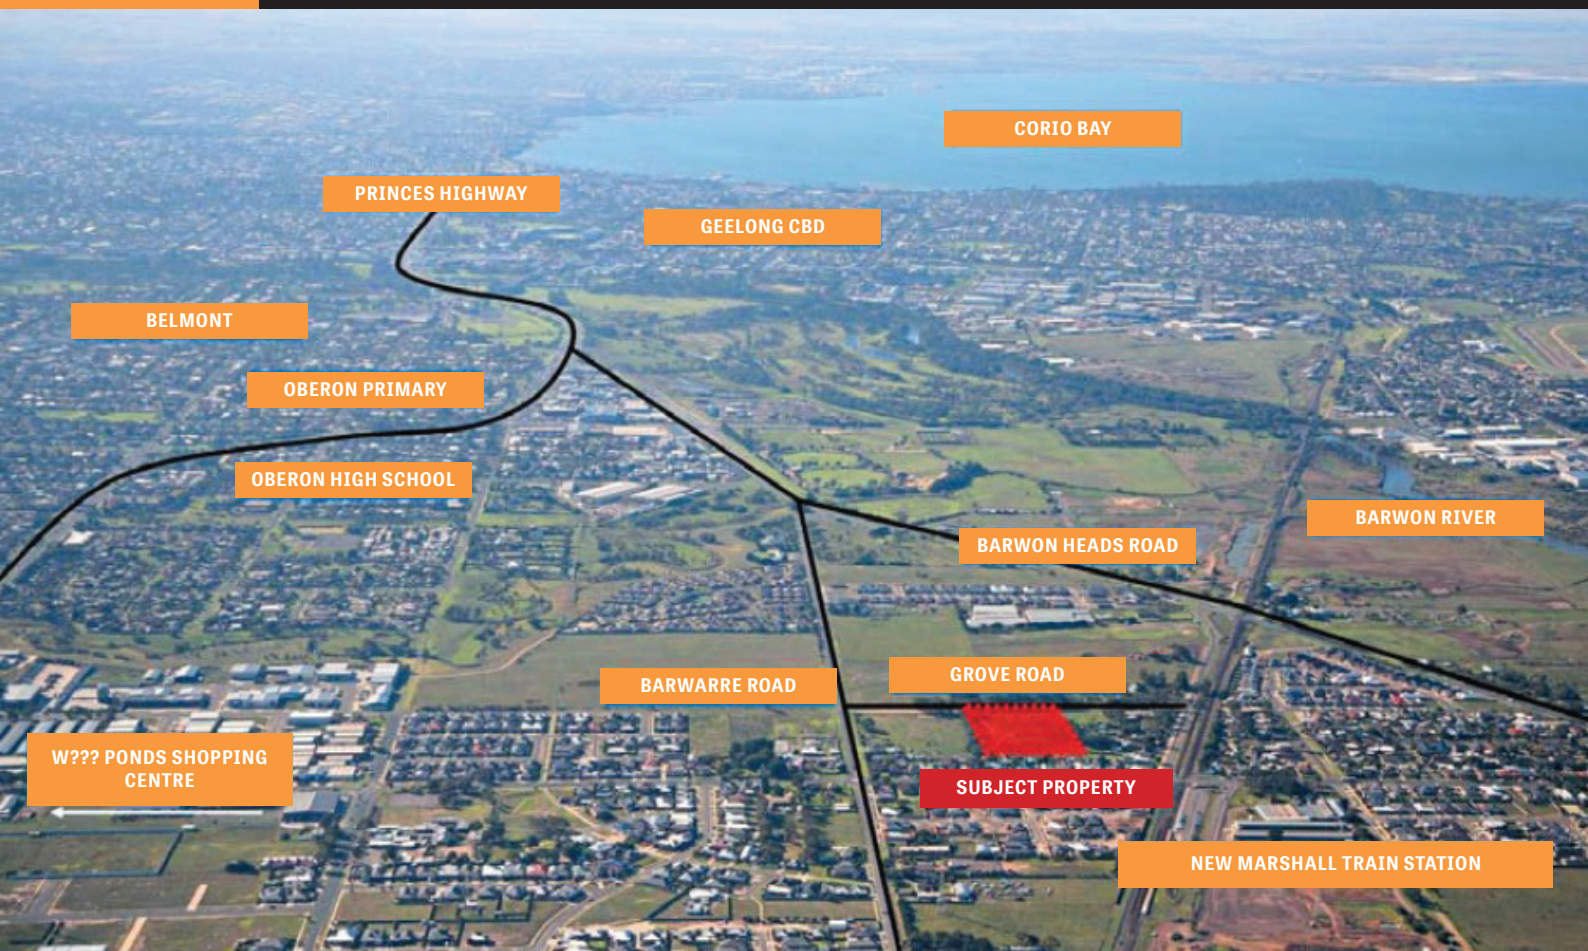 CORIO BAY
PRINCES HIGHWAY
GEELONG CBD
BELMONT
OBERON PRIMARY
OBERON HIGH SCHOOL
BARWON RIVER
BARWON HEADS ROAD
GROVE ROAD
BARWARRE ROAD
W??? PONDS SHOPPING
CENTRE
SUBJECT PROPERTY
NEW MARSHALL TRAIN STATION